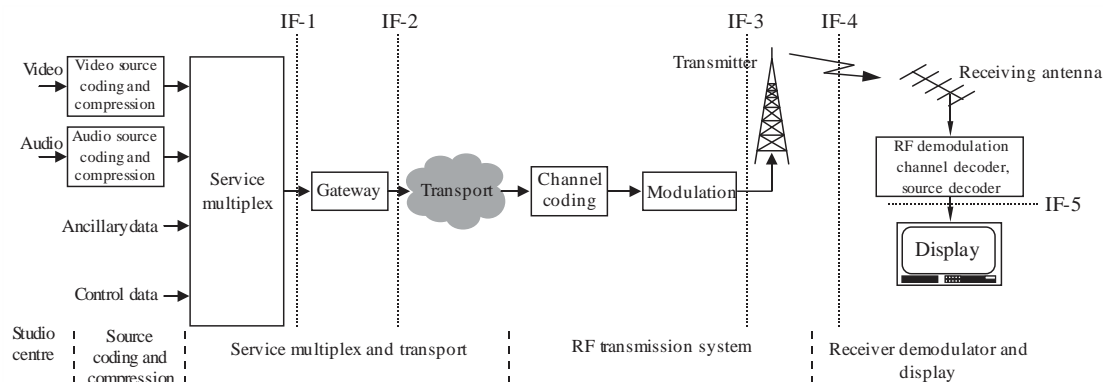 IF-1
IF-2
IF-3
IF-4
Video
Video source
coding and
compression
Audio
Audio source
coding and
compression
Ancillary data
Control data
Service
multiplex
Gateway
Transport
Channel
coding
Modulation
Transmitter
Receiving antenna
RF demodulation
channel decoder,
source decoder
IF-5
Display
Studio
centre
Source
coding and
compression
Service multiplex and transport
RF transmission system
Receiver demodulator and
display